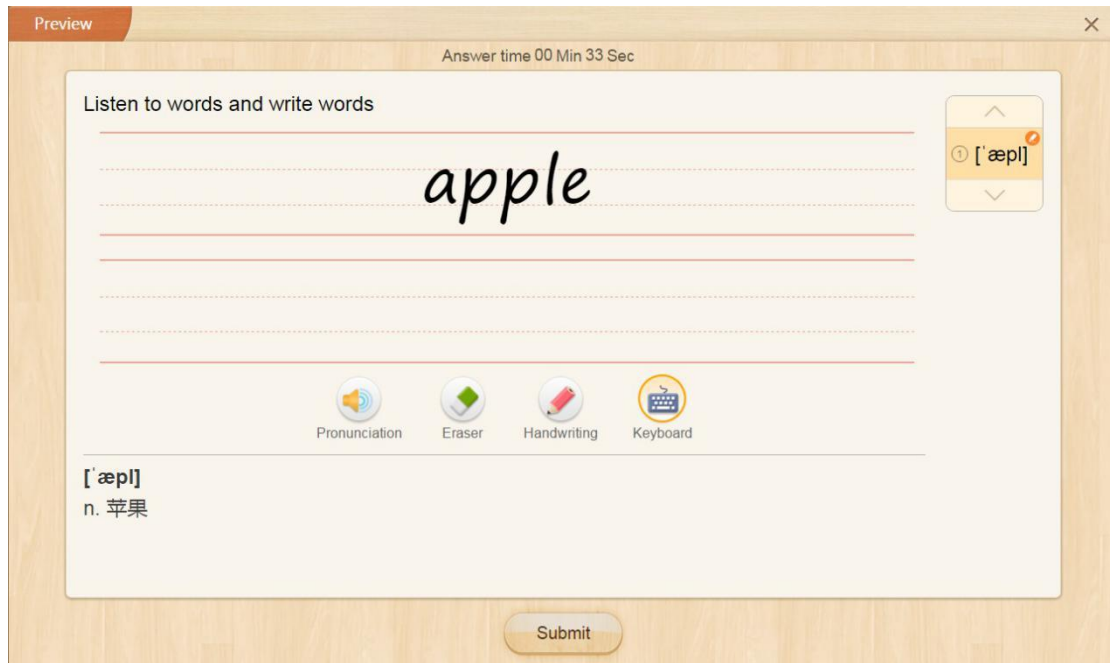 Preview
Answer time 00 Min 33 Sec
Listen to words and write words
apple
① [ˈæpl]
Pronunciation Eraser Handwriting Keyboard
[ˈæpl]
n. 苹果
Submit